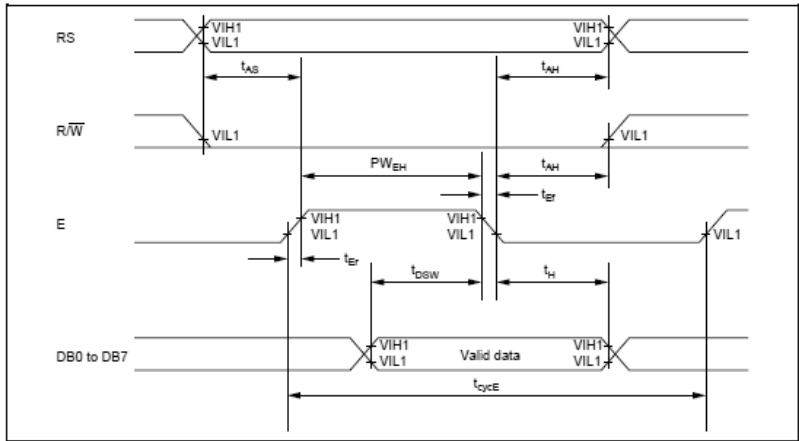 RS
VIH1 VIH1
VIL1 VIL1
tAS tAH
R/W̅ VIL1 VIL1
PWEH tAH
tEf
E VIH1 VIH1
VIL1 VIL1 VIL1
tEr
tDSW tH
VIH1 VIH1
DB0 to DB7 VIL1 Valid data VIL1
tcycE